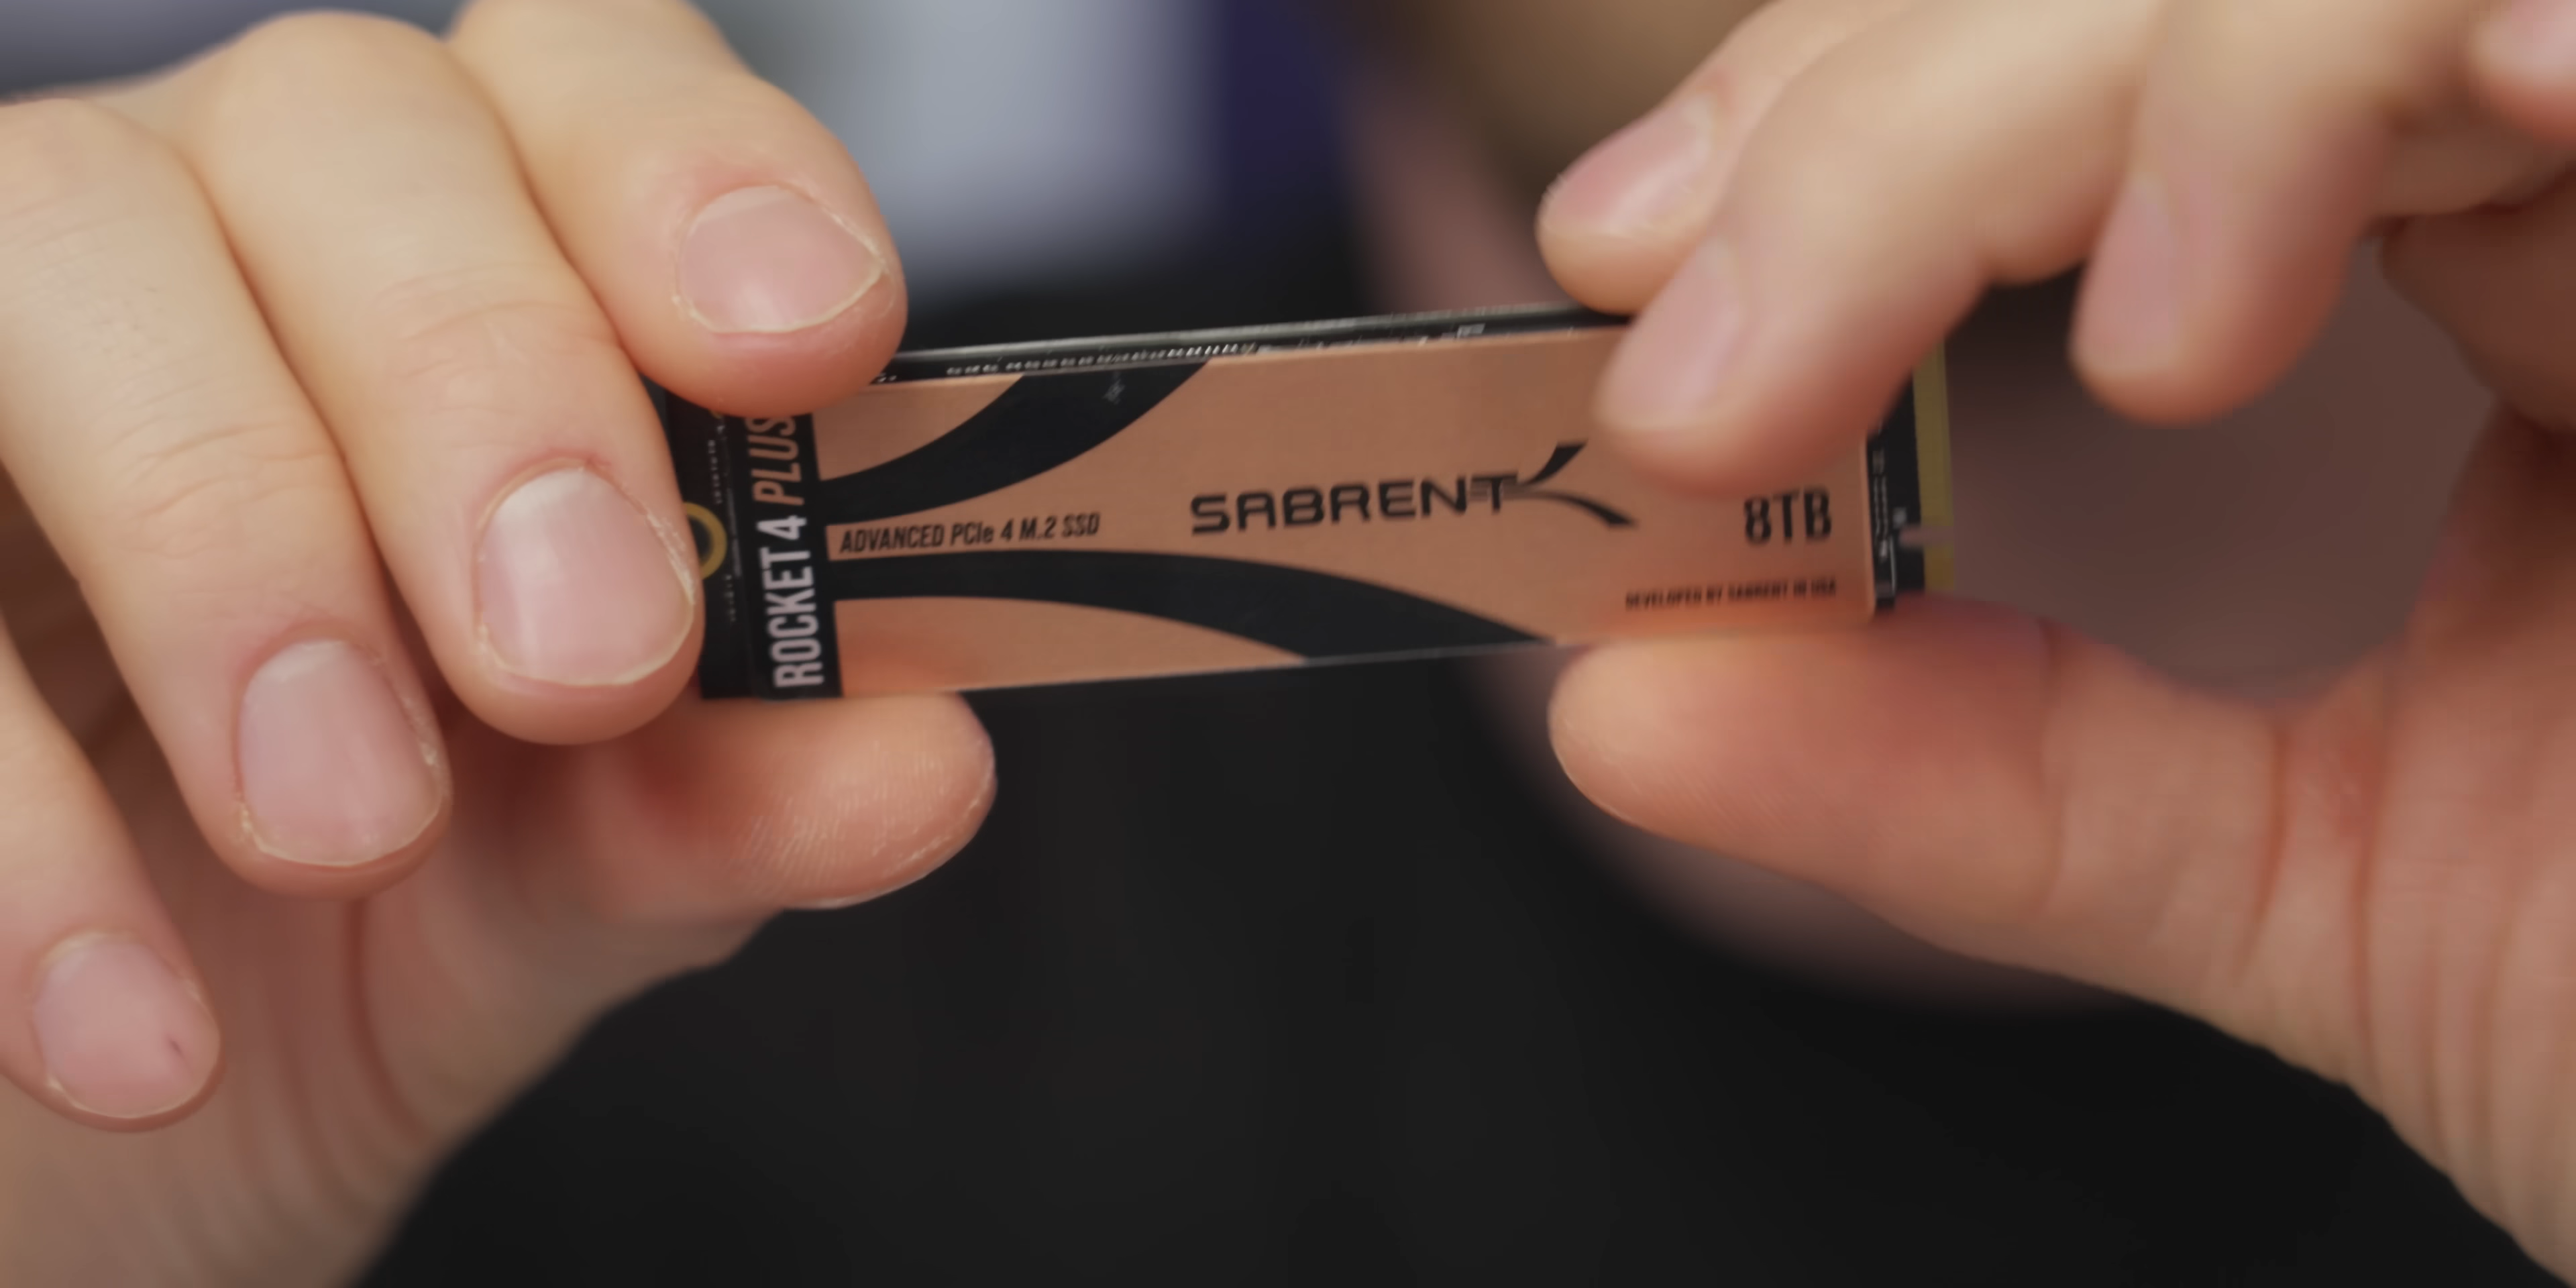 ROCKET 4 PLUS
ADVANCED PCIe 4 M.2 SSD
SABRENT
8TB
DEVELOPED BY SABRENT IN USA